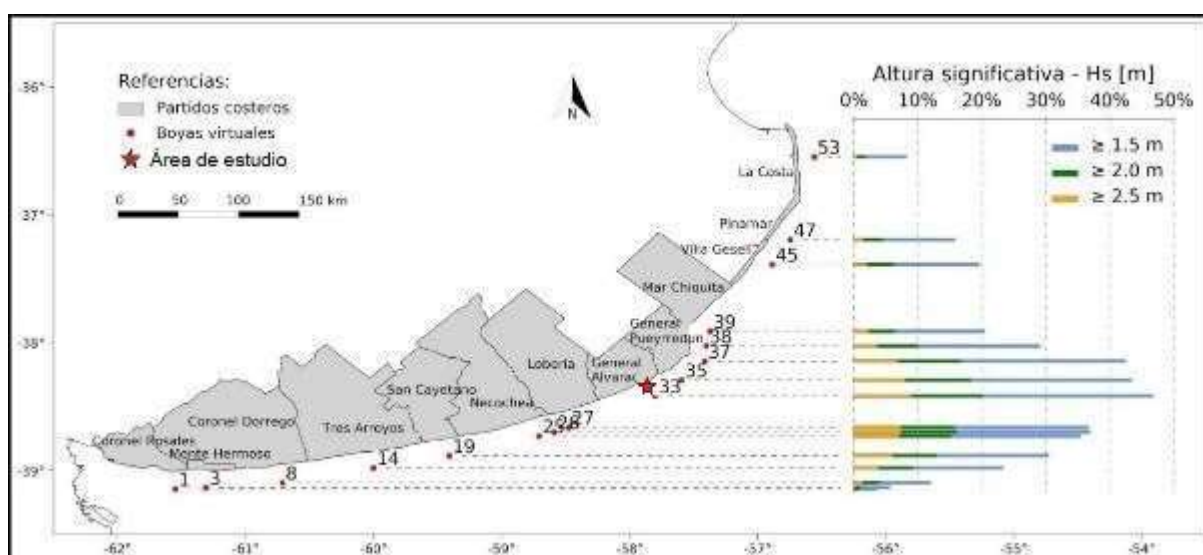 Referencias:
Partidos costeros
Boyas virtuales
Área de estudio
0 50 100 150 km
N
Altura significativa - Hs [m]
0% 10% 20% 30% 40% 50%
≥ 1.5 m
≥ 2.0 m
≥ 2.5 m
-36°
-37°
-38°
-39°
53
La Costa
Pinamar
47
Villa Gesell
45
Mar Chiquita
39
General
Pueyrredon
38
37
Lobería
General
Alvarado
35
33
San Cayetano
Necochea
Coronel Dorrego
Tres Arroyos
27
Coronel Rosales
Monte Hermoso
19
14
8
1
3
-62° -61° -60° -59° -58° -57° -56° -55° -54°